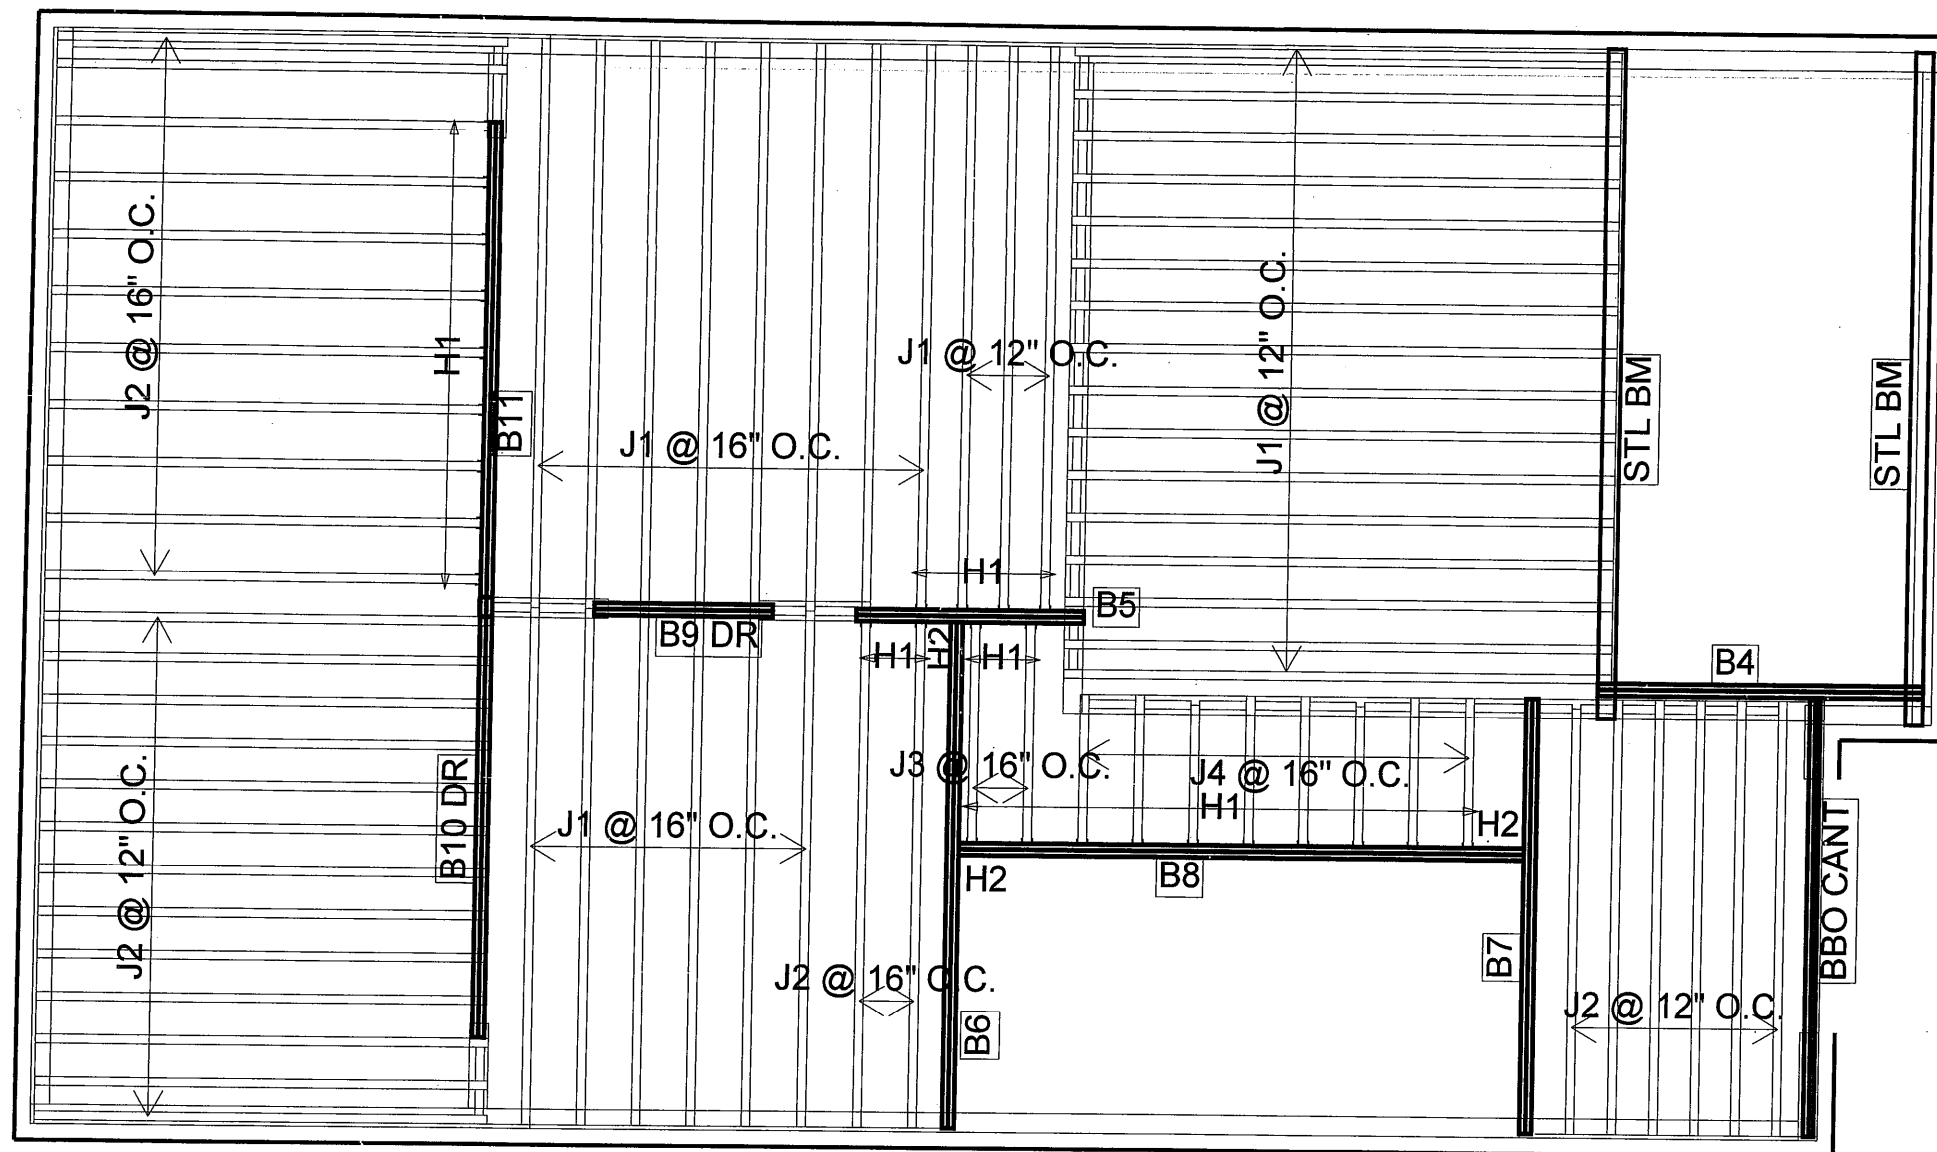 J2 @ 16" O.C.
H1
B11
J1 @ 16" O.C.
J1 @ 12" O.C.
J1 @ 12" O.C.
STL BM
STL BM
H1
B5
B9 DR
H1
H2
H1
B4
J2 @ 12" O.C.
B10 DR
J1 @ 16" O.C.
J3 @ 16" O.C.
J4 @ 16" O.C.
H1
H2
H2
B8
J2 @ 16" O.C.
B6
B7
J2 @ 12" O.C.
BBO CANT